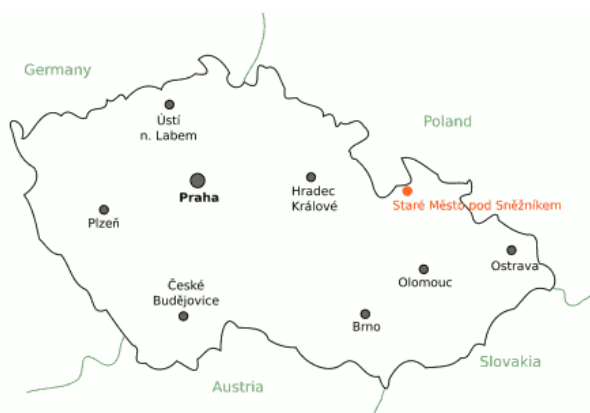 Germany
Poland
Ústí
n. Labem
Praha
Hradec
Králové
Staré Město pod Sněžníkem
Plzeň
Ostrava
Olomouc
České
Budějovice
Brno
Slovakia
Austria